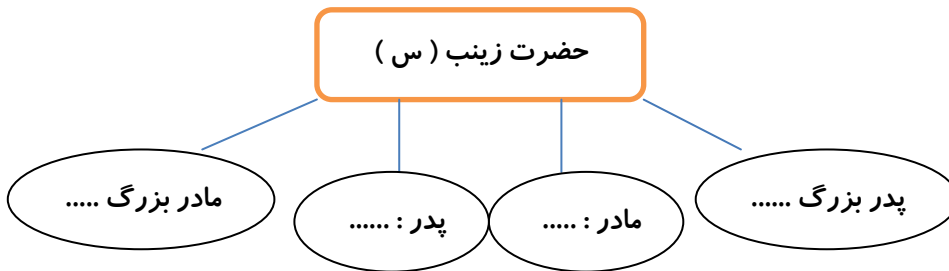 حضرت زینب ( س )
پدر بزرگ ......
مادر : .....
پدر : ......
مادر بزرگ .....